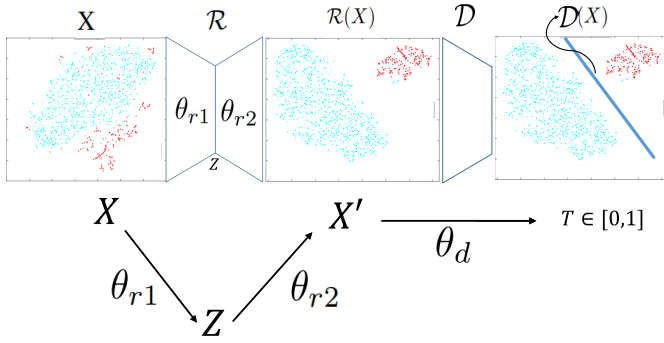 X R R(X) D D(X)
θr1 θr2
z
X X′ T ∈ [0,1]
θd
θr1 θr2
Z